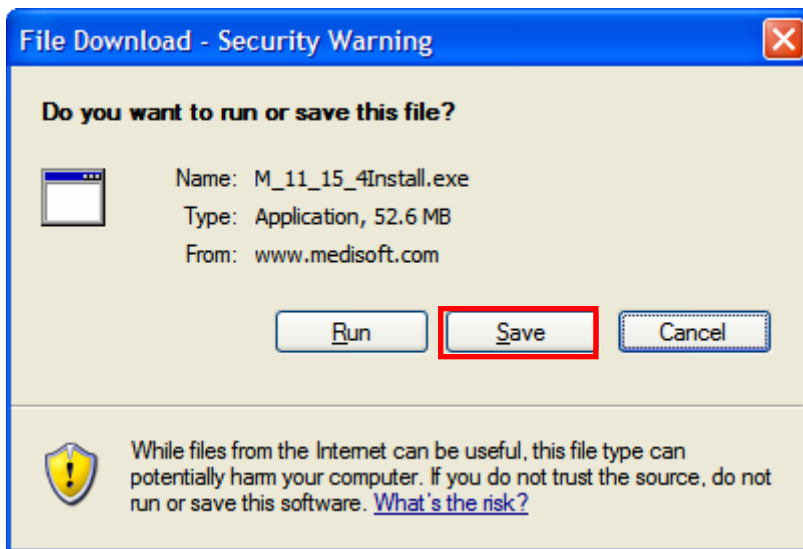 File Download - Security Warning
Do you want to run or save this file?
Name: M_11_15_4Install.exe
Type: Application, 52.6 MB
From: www.medisoft.com
Run Save Cancel
While files from the Internet can be useful, this file type can
potentially harm your computer. If you do not trust the source, do not
run or save this software. What's the risk?